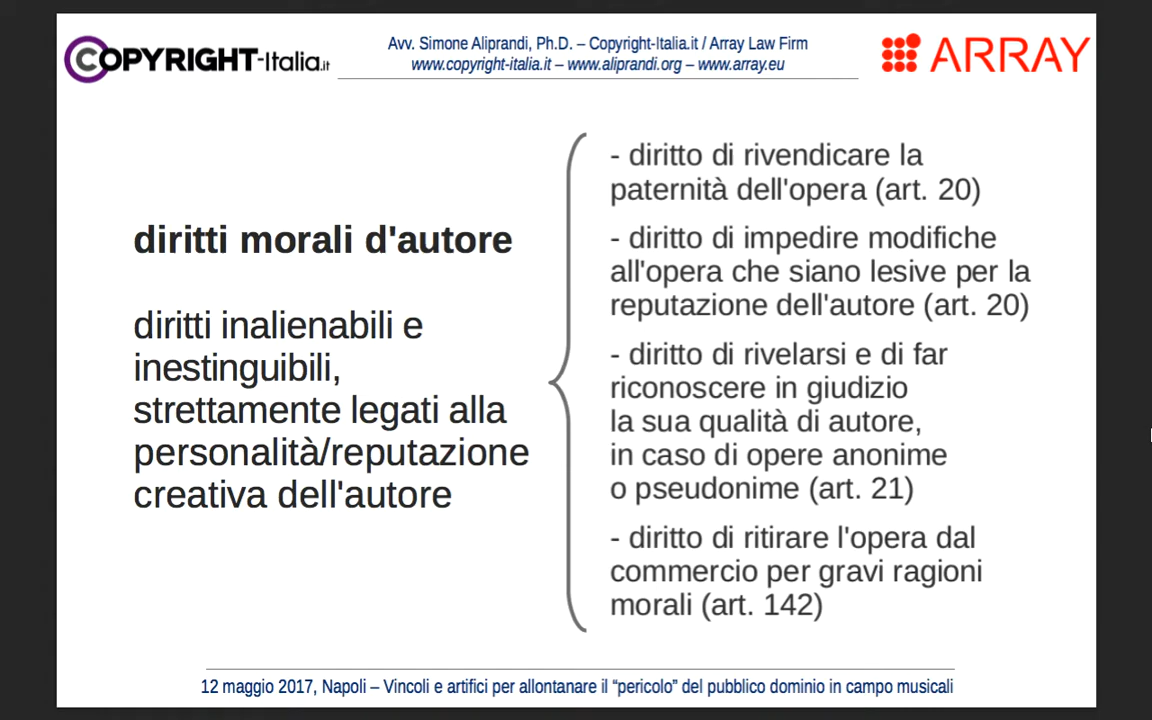 COPYRIGHT-Italia.it
Avv. Simone Aliprandi, Ph.D. – Copyright-Italia.it / Array Law Firm
www.copyright-italia.it – www.aliprandi.org – www.array.eu
ARRAY
diritti morali d'autore
diritti inalienabili e
inestinguibili,
strettamente legati alla
personalità/reputazione
creativa dell'autore
- diritto di rivendicare la
paternità dell'opera (art. 20)
- diritto di impedire modifiche
all'opera che siano lesive per la
reputazione dell'autore (art. 20)
- diritto di rivelarsi e di far
riconoscere in giudizio
la sua qualità di autore,
in caso di opere anonime
o pseudonime (art. 21)
- diritto di ritirare l'opera dal
commercio per gravi ragioni
morali (art. 142)
12 maggio 2017, Napoli – Vincoli e artifici per allontanare il “pericolo” del pubblico dominio in campo musicali